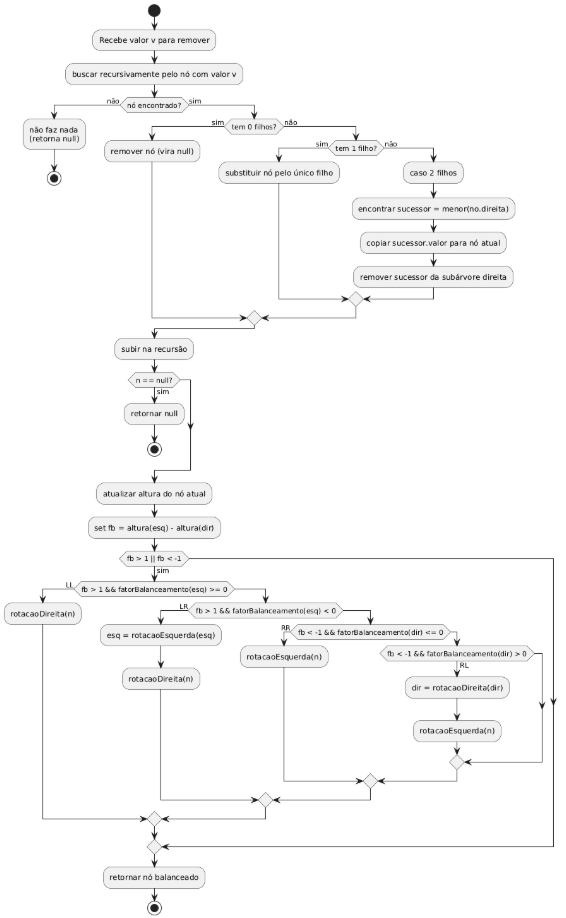 Recebe valor v para remover
buscar recursivamente pelo nó com valor v
não
nó encontrado?
sim
não faz nada
(retorna null)
sim
tem 0 filhos?
não
remover nó (vira null)
sim
tem 1 filho?
não
substituir nó pelo único filho
caso 2 filhos
encontrar sucessor = menor(no.direita)
copiar sucessor.valor para nó atual
remover sucessor da subárvore direita
subir na recursão
n == null?
sim
retornar null
atualizar altura do nó atual
set fb = altura(esq) - altura(dir)
fb > 1 || fb < -1
sim
LL
fb > 1 && fatorBalanceamento(esq) >= 0
rotacaoDireita(n)
LR
fb > 1 && fatorBalanceamento(esq) < 0
esq = rotacaoEsquerda(esq)
rotacaoDireita(n)
RR
fb < -1 && fatorBalanceamento(dir) <= 0
rotacaoEsquerda(n)
fb < -1 && fatorBalanceamento(dir) > 0
RL
dir = rotacaoDireita(dir)
rotacaoEsquerda(n)
retornar nó balanceado